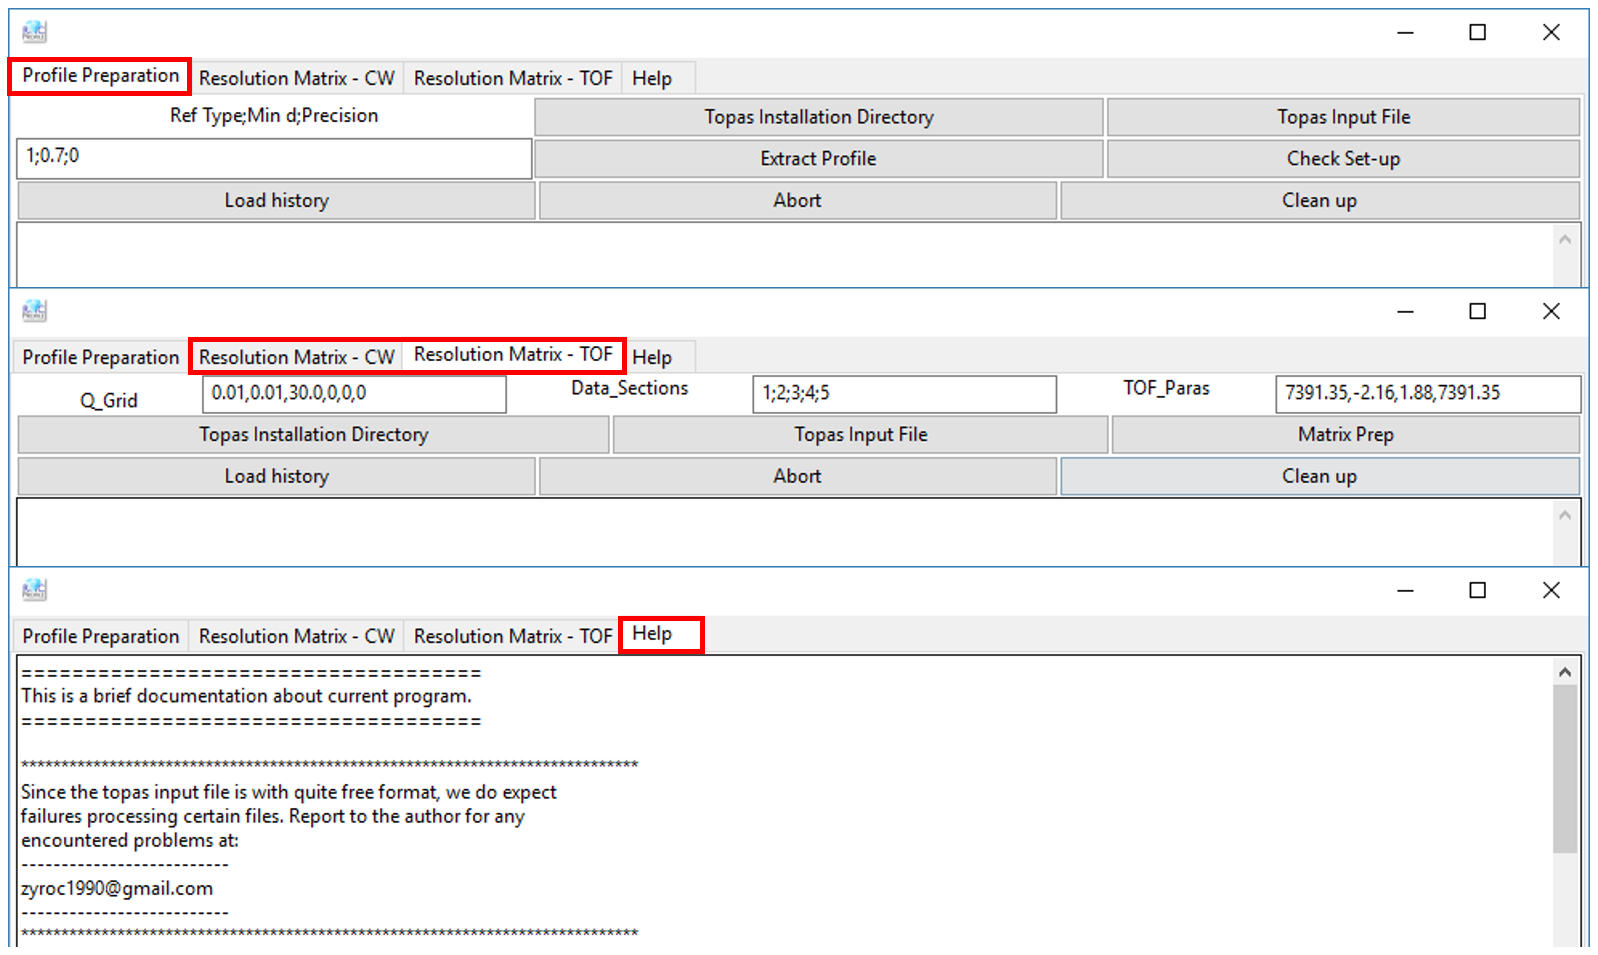 Profile Preparation Resolution Matrix - CW Resolution Matrix - TOF Help
Ref Type;Min d;Precision Topas Installation Directory Topas Input File
1;0.7;0 Extract Profile Check Set-up
Load history Abort Clean up
Profile Preparation Resolution Matrix - CW Resolution Matrix - TOF Help
Q_Grid 0.01,0.01,30.0,0,0,0 Data_Sections 1;2;3;4;5 TOF_Paras 7391.35,-2.16,1.88,7391.35
Topas Installation Directory Topas Input File Matrix Prep
Load history Abort Clean up
Profile Preparation Resolution Matrix - CW Resolution Matrix - TOF Help
====================================
This is a brief documentation about current program.
====================================
*****************************************************************************
Since the topas input file is with quite free format, we do expect
failures processing certain files. Report to the author for any
encountered problems at:
--------------------------
zyroc1990@gmail.com
--------------------------
*****************************************************************************